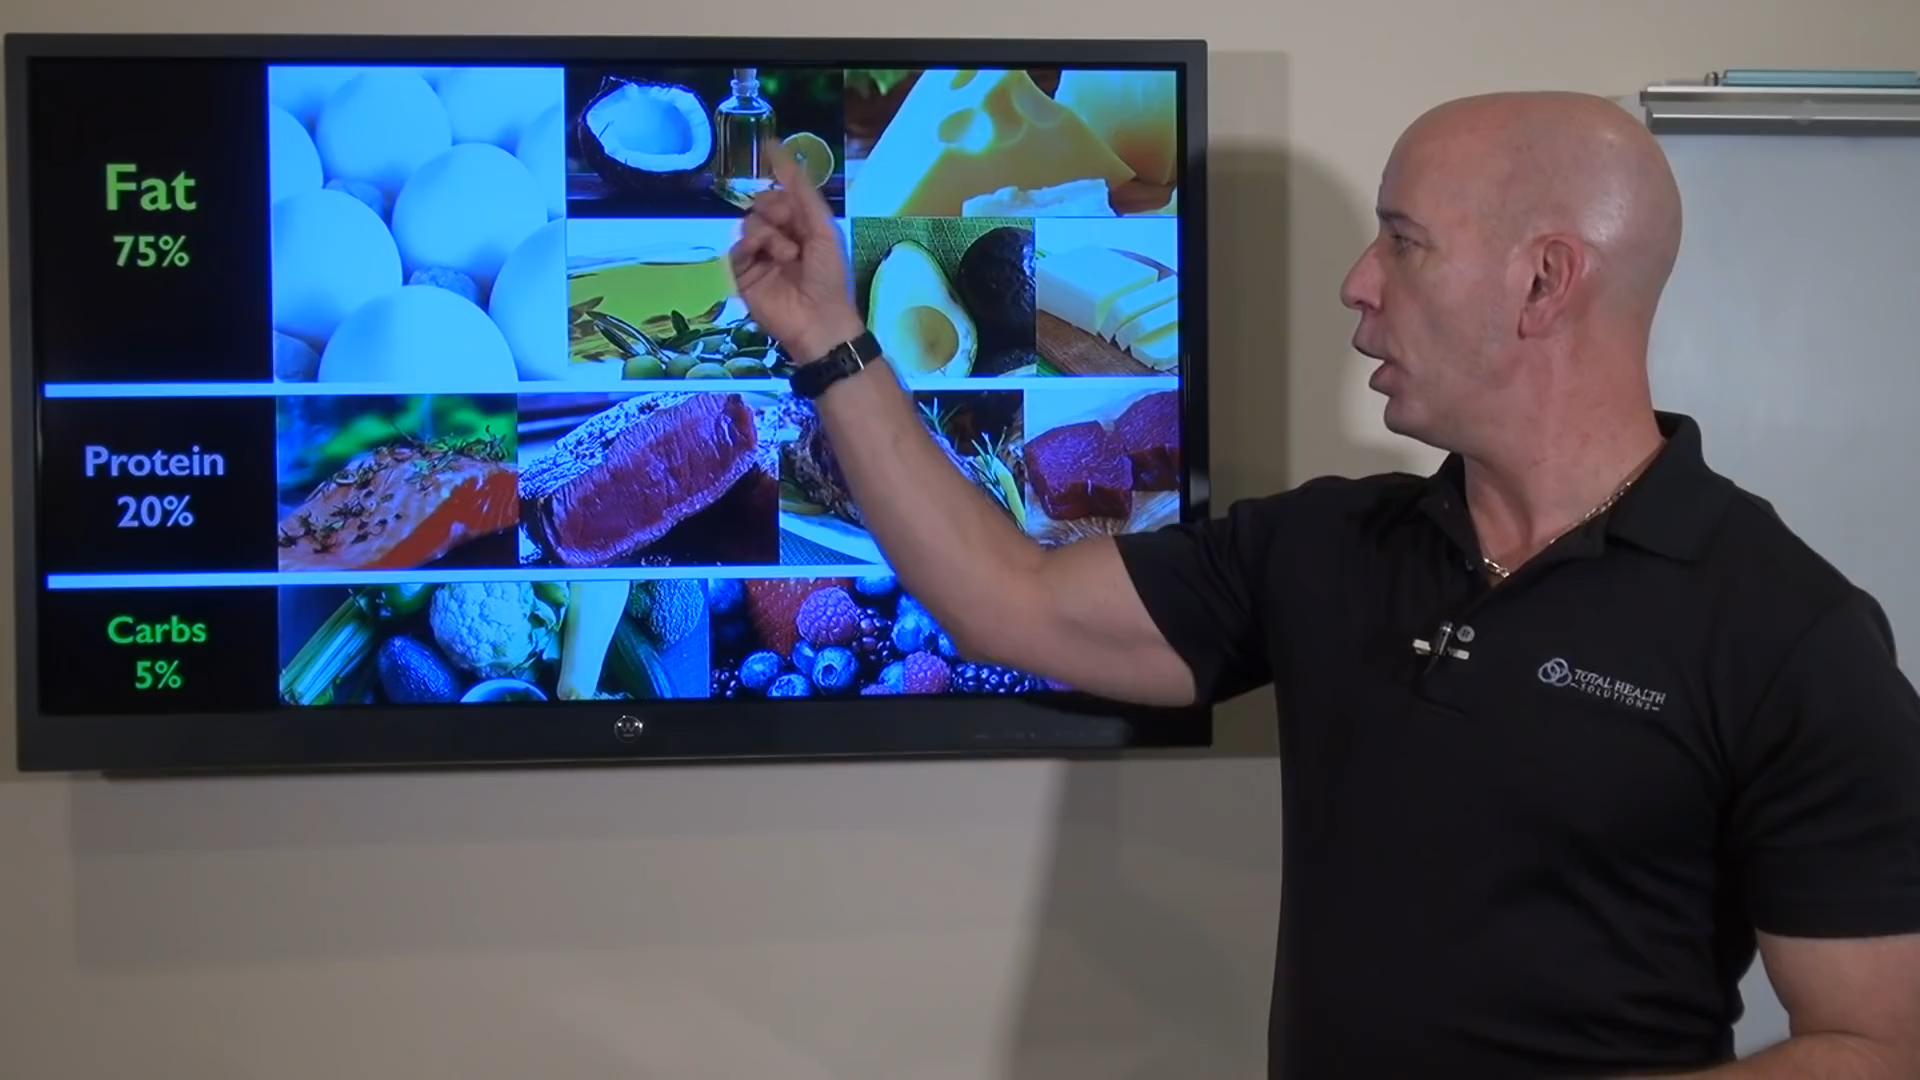 Fat
75%
Protein
20%
Carbs
5%
TOTAL HEALTH
SOLUTIONS